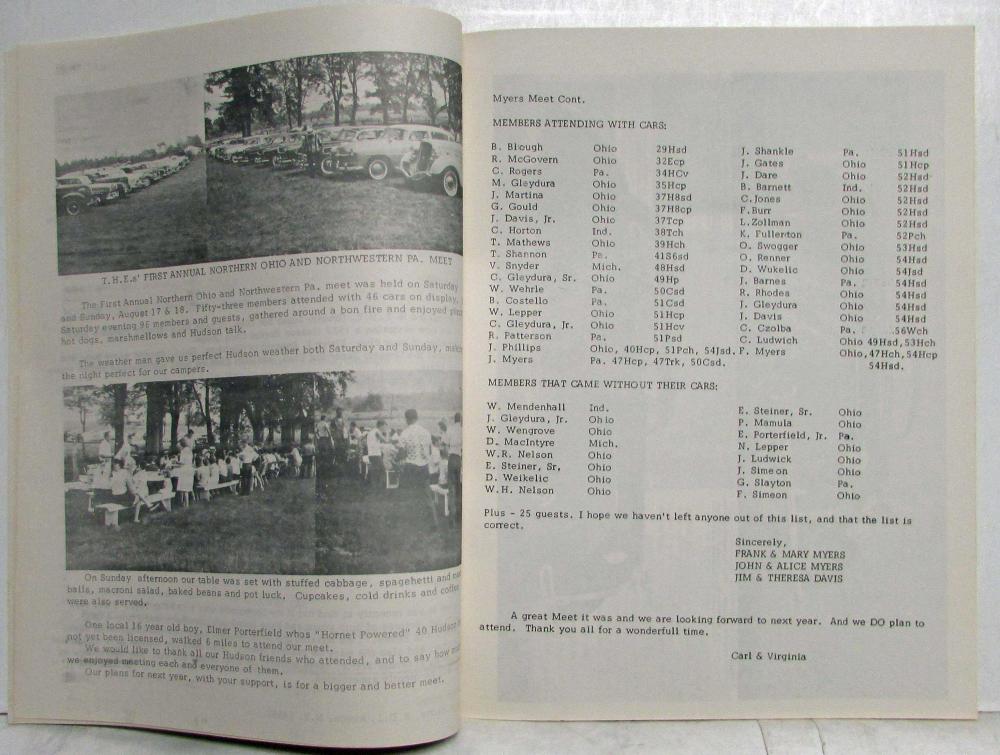 T.H.E.s' FIRST ANNUAL NORTHERN OHIO AND NORTHWESTERN PA. MEET
The First Annual Northern Ohio and Northwestern Pa. meet was held on Saturday
and Sunday, August 17 & 18. Fifty-three members attended with 46 cars on display.
Saturday evening 96 members and guests, gathered around a bon fire and enjoyed
hot dogs, marshmellows and Hudson talk.
The weather man gave us perfect Hudson weather both Saturday and Sunday,
the night perfect for our campers.
On Sunday afternoon our table was set with stuffed cabbage, spagehetti and
balls, macroni salad, baked beans and pot luck. Cupcakes, cold drinks and coffee
were also served.
One local 16 year old boy, Elmer Porterfield whos "Hornet Powered" 40 Hudson
not yet been licensed, walked 6 miles to attend our meet.
We would like to thank all our Hudson friends who attended, and to say how
we enjoyed meeting each and everyone of them.
Our plans for next year, with your support, is for a bigger and better meet.
Myers Meet Cont.
MEMBERS ATTENDING WITH CARS:
B. Blough Ohio 29Hsd
R. McGovern Ohio 32Ecp
C. Rogers Pa. 34HCv
M. Gleydura Ohio 35Hcp
J. Martina Ohio 37H8sd
G. Gould Ohio 37H8cp
J. Davis, Jr. Ohio 37Tcp
C. Horton Ind. 38Tch
T. Mathews Ohio 39Hch
T. Shannon Pa. 41S6sd
V. Snyder Mich. 48Hsd
C. Gleydura, Sr. Ohio 49Hp
W. Wehrle Pa. 50Csd
B. Costello Pa. 51Csd
W. Lepper Ohio 51Hcp
C. Gleydura, Jr. Ohio 51Hcv
R. Patterson Pa. 51Psd
J. Phillips Ohio, 40Hcp, 51Pch, 54Jsd.
J. Myers Pa. 47Hcp, 47Trk, 50Csd.
J. Shankle Pa. 51Hsd
J. Gates Ohio 51Hcp
J. Dare Ohio 52Hsd
B. Barnett Ind. 52Hsd
C. Jones Ohio 52Hsd
F. Burr Ohio 52Hsd
L. Zollman Ohio 52Hsd
K. Fullerton Pa. 52Pch
O. Swogger Ohio 53Hsd
O. Renner Ohio 54Hsd
D. Wukelic Ohio 54Jsd
J. Barnes Pa. 54Hsd
R. Rhodes Ohio 54Hsd
J. Gleydura Ohio 54Hsd
J. Davis Ohio 54Hsd
C. Czolba Pa. 56Wch
C. Ludwick Ohio 49Hsd, 53Hch
F. Myers Ohio, 47Hch, 54Hcp
54Hsd.
MEMBERS THAT CAME WITHOUT THEIR CARS:
W. Mendenhall Ind.
J. Gleydura, Jr. Ohio
W. Wengrove Ohio
D. MacIntyre Mich.
W.R. Nelson Ohio
E. Steiner, Sr. Ohio
D. Weikelic Ohio
W.H. Nelson Ohio
E. Steiner, Sr. Ohio
P. Mamula Ohio
E. Porterfield, Jr. Pa.
N. Lepper Ohio
J. Ludwick Ohio
J. Simeon Ohio
G. Slayton Pa.
F. Simeon Ohio
Plus - 25 guests. I hope we haven't left anyone out of this list, and that the list is
correct.
Sincerely,
FRANK & MARY MYERS
JOHN & ALICE MYERS
JIM & THERESA DAVIS
A great Meet it was and we are looking forward to next year. And we DO plan to
attend. Thank you all for a wonderfull time.
Carl & Virginia